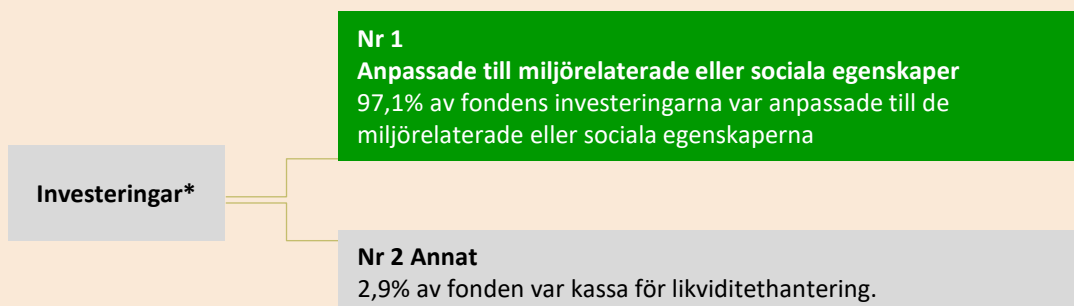 Nr 1
Anpassade till miljörelaterade eller sociala egenskaper
97,1% av fondens investeringarna var anpassade till de
miljörelaterade eller sociala egenskaperna
Investeringar*
Nr 2 Annat
2,9% av fonden var kassa för likviditethantering.